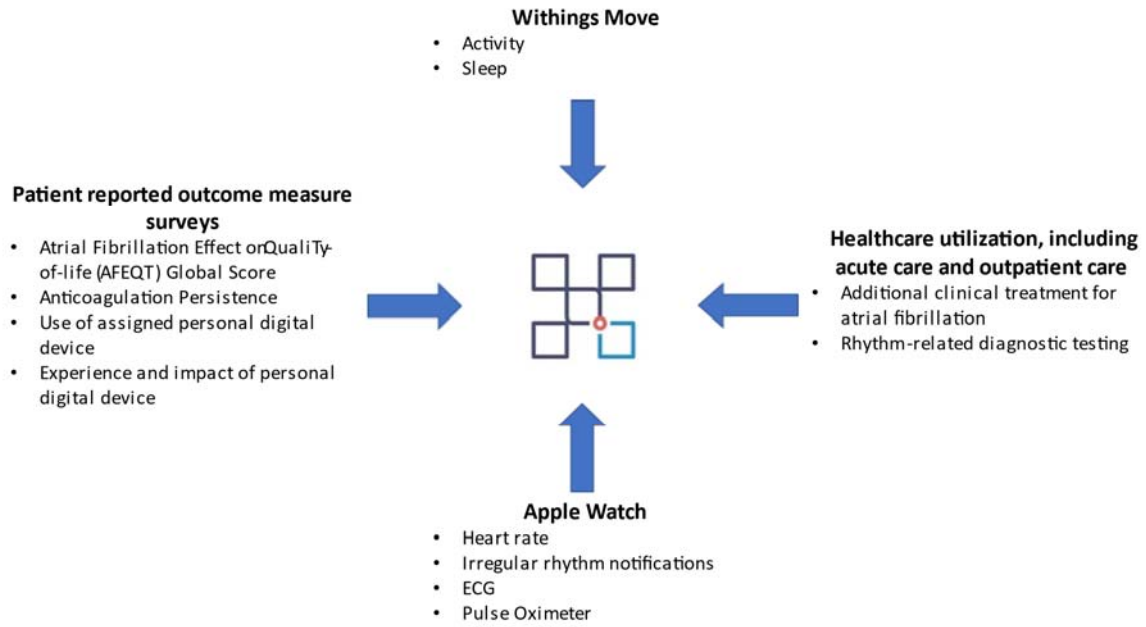 Withings Move
• Activity
• Sleep
Patient reported outcome measure
surveys
• Atrial Fibrillation Effect on QualiTy-
of-life (AFEQT) Global Score
• Anticoagulation Persistence
• Use of assigned personal digital
device
• Experience and impact of personal
digital device
Healthcare utilization, including
acute care and outpatient care
• Additional clinical treatment for
atrial fibrillation
• Rhythm-related diagnostic testing
Apple Watch
• Heart rate
• Irregular rhythm notifications
• ECG
• Pulse Oximeter